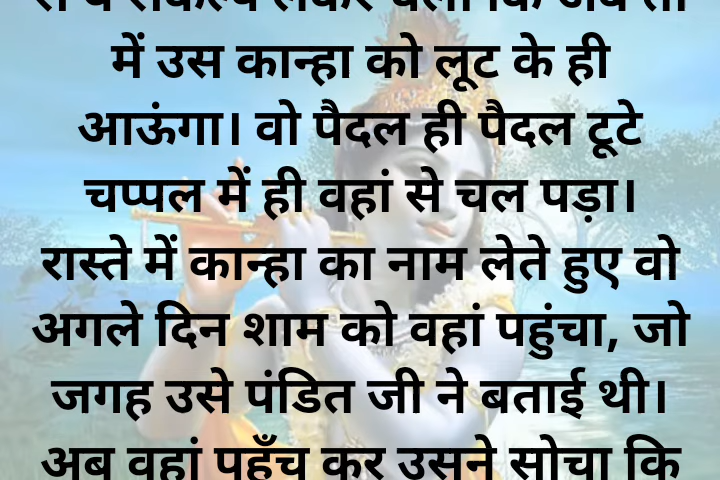 में उस कान्हा को लूट के ही
आऊंगा। वो पैदल ही पैदल टूटे
चप्पल में ही वहां से चल पड़ा।
रास्ते में कान्हा का नाम लेते हुए वो
अगले दिन शाम को वहां पहुंचा, जो
जगह उसे पंडित जी ने बताई थी।
अब वहां पहुँच कर उसने सोचा कि